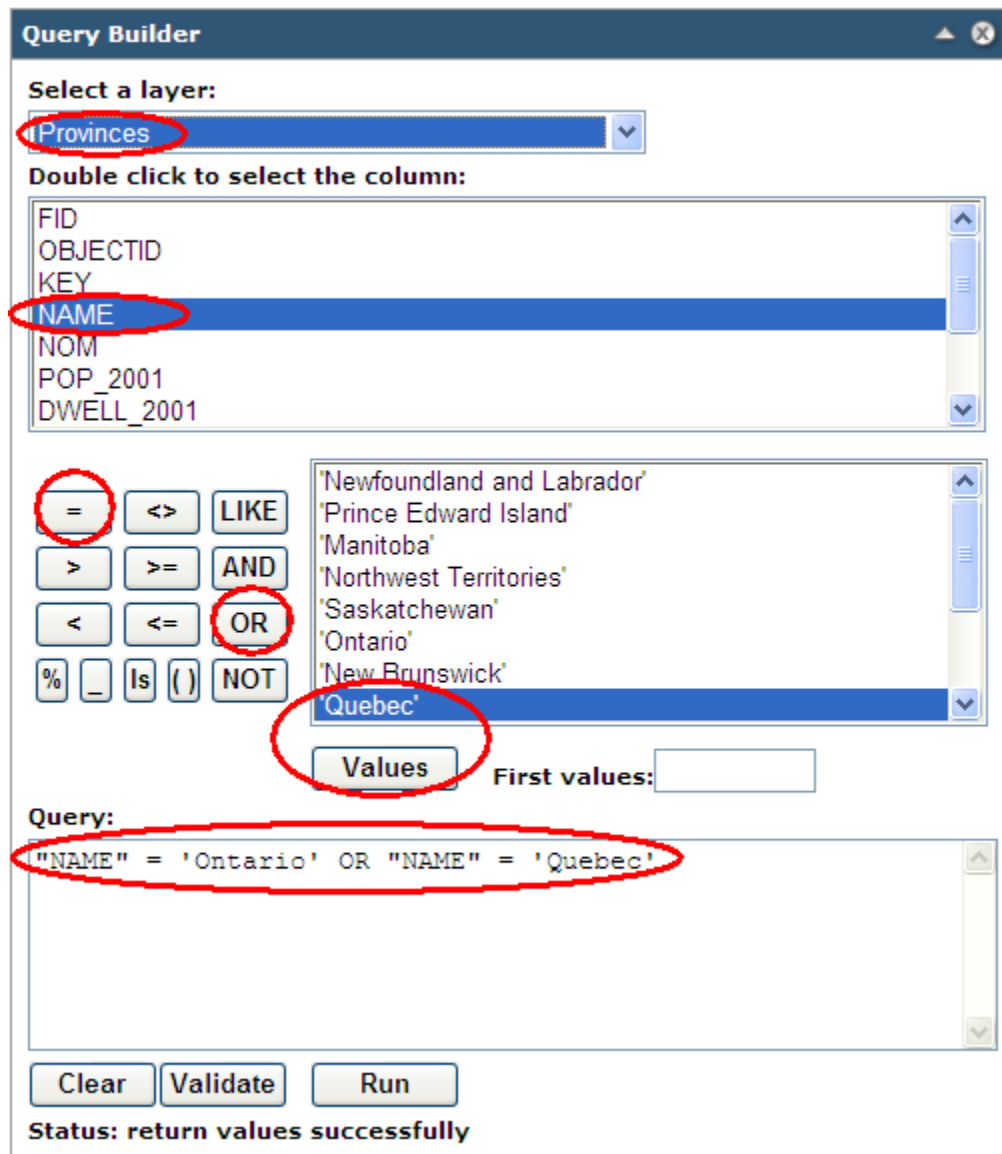 Query Builder
Select a layer:
Provinces
Double click to select the column:
FID
OBJECTID
KEY
NAME
NOM
POP_2001
DWELL_2001
= <> LIKE
> >= AND
< <= OR
% _ Is ( ) NOT
'Newfoundland and Labrador'
'Prince Edward Island'
'Manitoba'
'Northwest Territories'
'Saskatchewan'
'Ontario'
'New Brunswick'
'Quebec'
Values First values:
Query:
"NAME" = 'Ontario' OR "NAME" = 'Quebec'
Clear Validate Run
Status: return values successfully